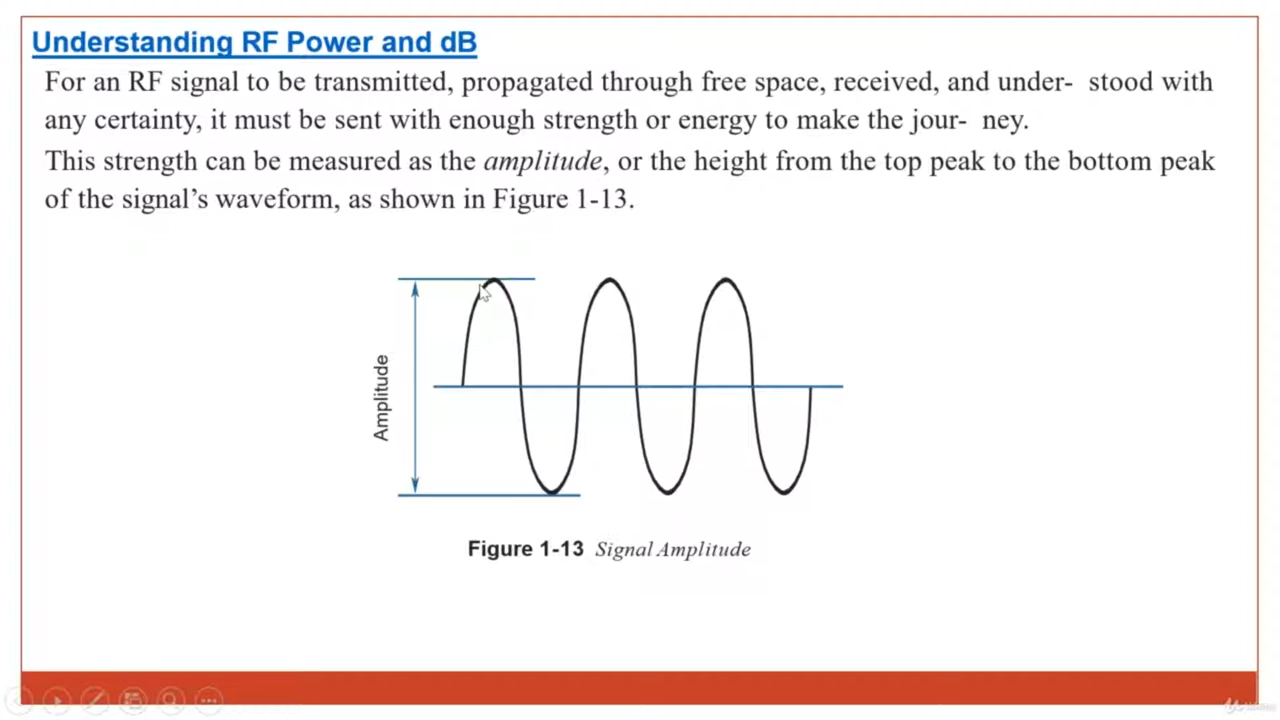 Understanding RF Power and dB
For an RF signal to be transmitted, propagated through free space, received, and under- stood with
any certainty, it must be sent with enough strength or energy to make the jour- ney.
This strength can be measured as the amplitude, or the height from the top peak to the bottom peak
of the signal's waveform, as shown in Figure 1-13.
Amplitude
Figure 1-13 Signal Amplitude